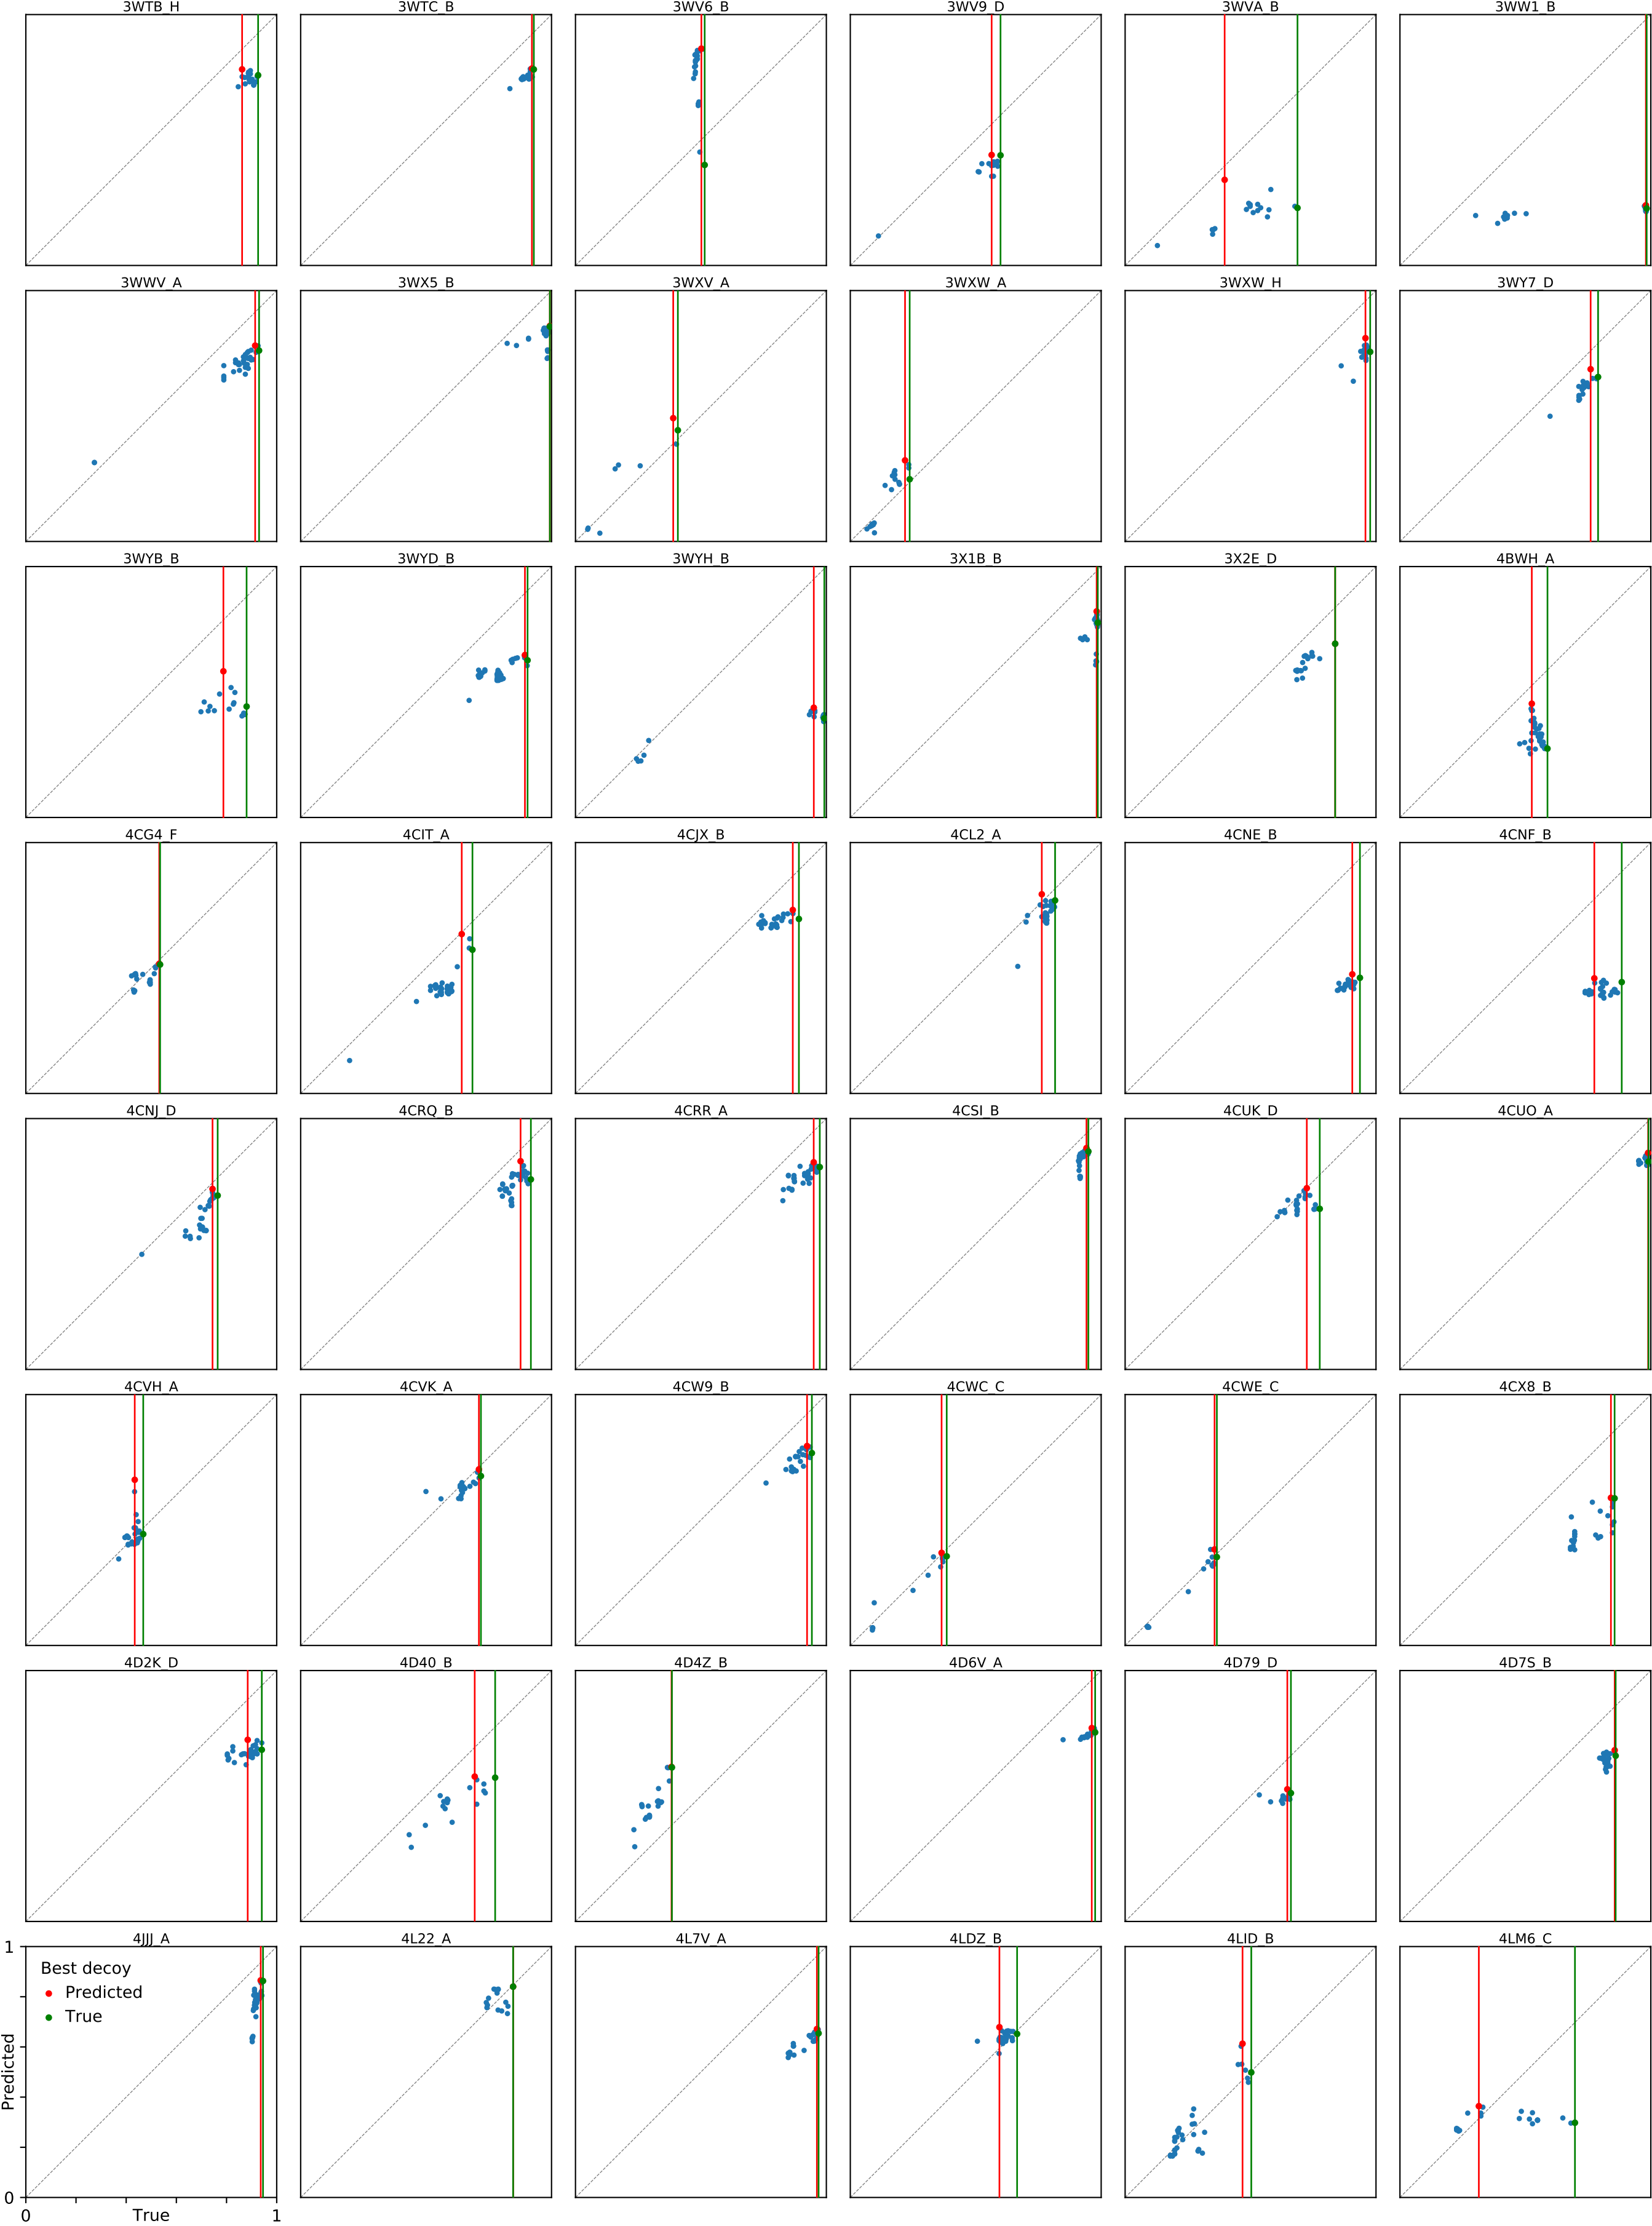 3WTB_H 3WTC_B 3WV6_B 3WV9_D 3WVA_B 3WW1_B
3WWV_A 3WX5_B 3WXV_A 3WXW_A 3WXW_H 3WY7_D
3WYB_B 3WYD_B 3WYH_B 3X1B_B 3X2E_D 4BWH_A
4CG4_F 4CIT_A 4CJX_B 4CL2_A 4CNE_B 4CNF_B
4CNJ_D 4CRQ_B 4CRR_A 4CSI_B 4CUK_D 4CUO_A
4CVH_A 4CVK_A 4CW9_B 4CWC_C 4CWE_C 4CX8_B
4D2K_D 4D40_B 4D4Z_B 4D6V_A 4D79_D 4D7S_B
4JJJ_A 4L22_A 4L7V_A 4LDZ_B 4LID_B 4LM6_C
1
Best decoy
Predicted
True
Predicted
0
0 True 1